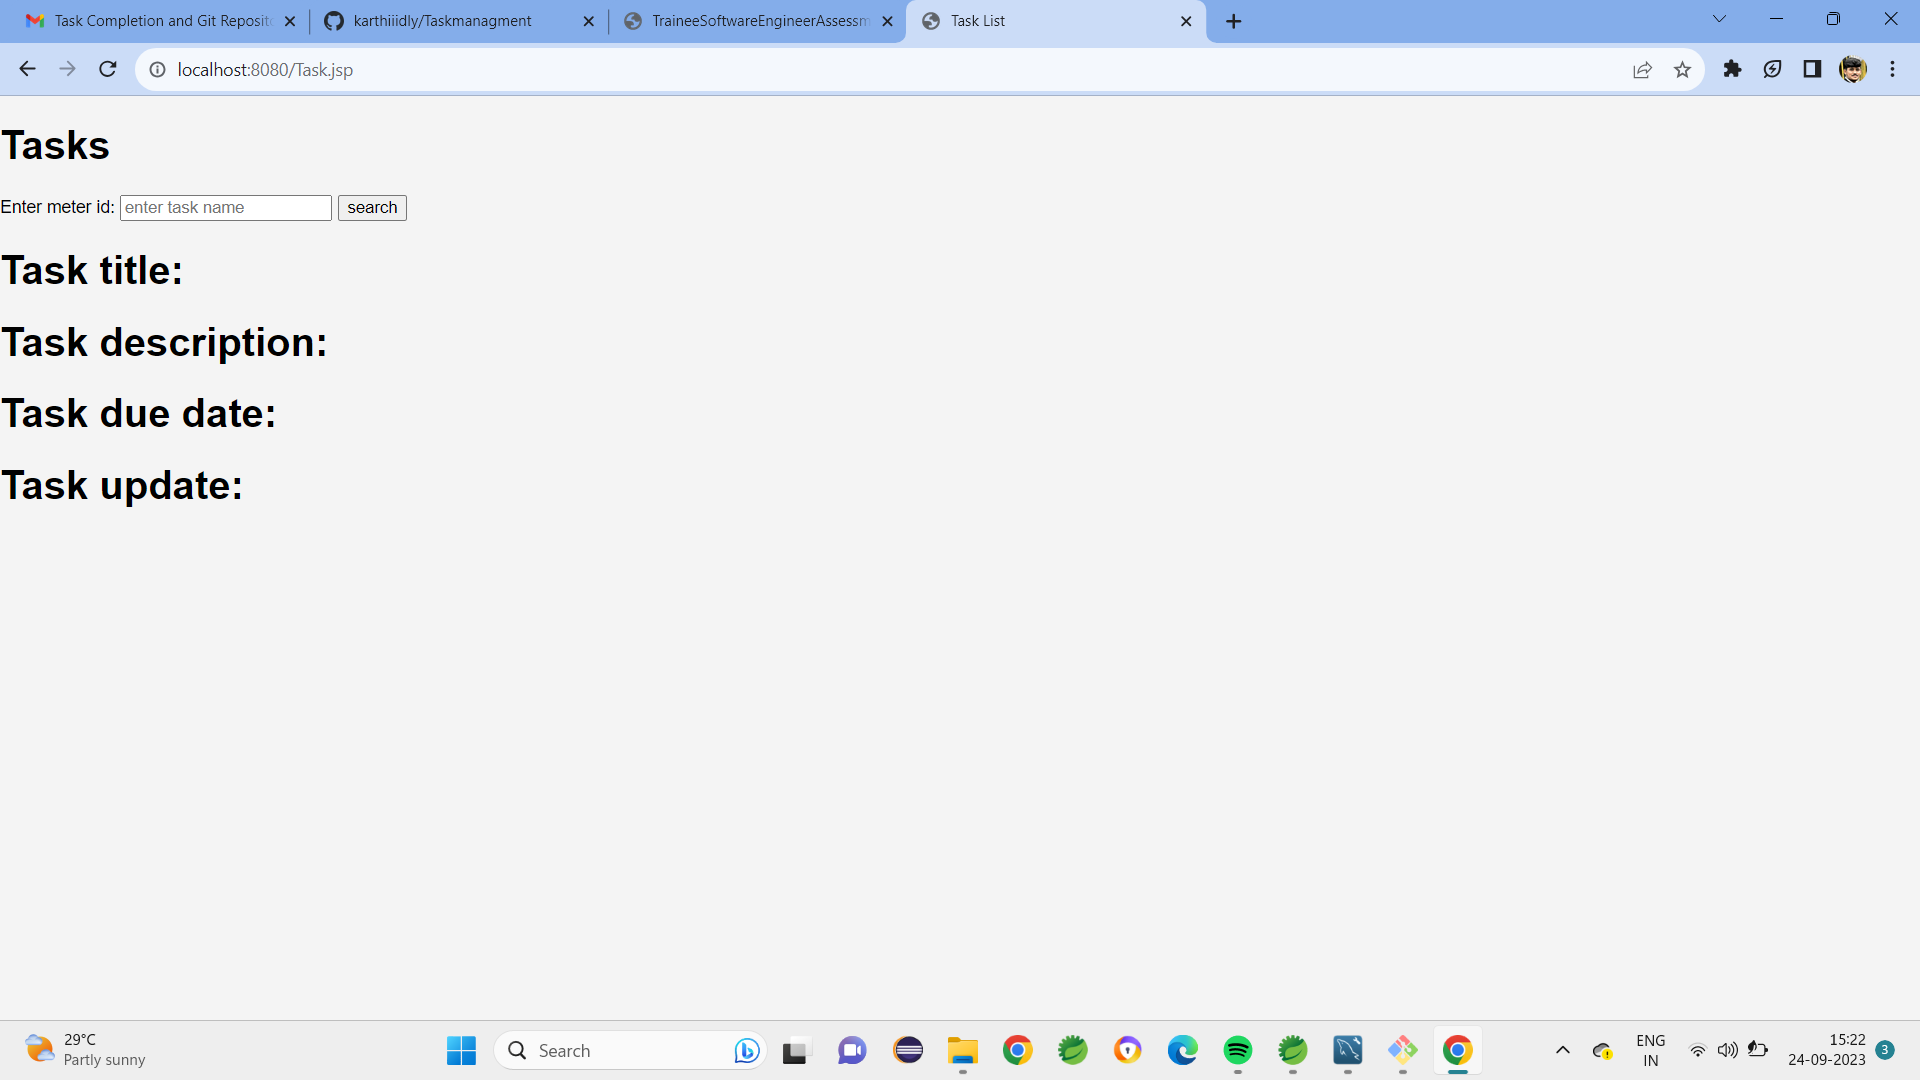 Task Completion and Git Reposito
karthiiidly/Taskmanagment
TraineeSoftwareEngineerAssessm
Task List
localhost:8080/Task.jsp
Tasks
Enter meter id: enter task name search
Task title:
Task description:
Task due date:
Task update:
29°C
Partly sunny
Search
ENG
IN
15:22
24-09-2023
3